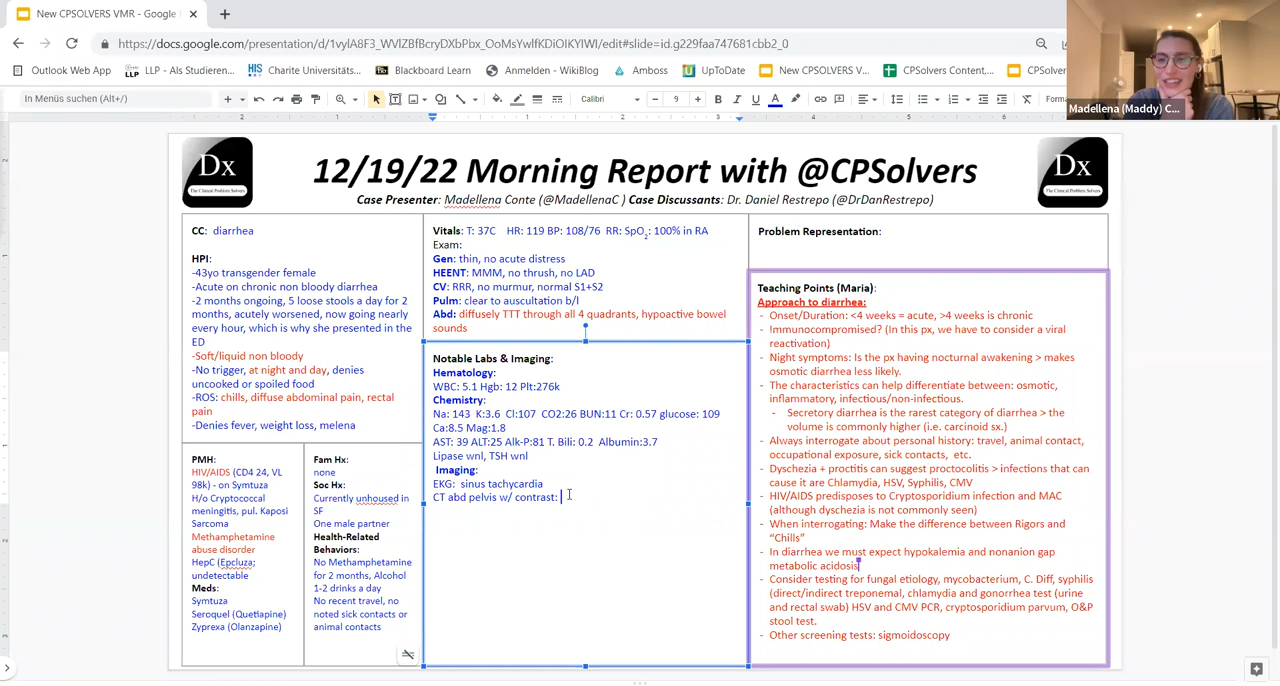 New CPSOLVERS VMR - Google
https://docs.google.com/presentation/d/1vylA8F3_WVlZBfBcryDXbPbx_OoMsYwlfKDiOIKYIWI/edit#slide=id.g229faa747681cbb2_0
Outlook Web App
LLP - Als Studieren...
Charite Universitäts...
Blackboard Learn
Anmelden - WikiBlog
Amboss
UpToDate
New CPSOLVERS V...
CPSolvers Content,...
CPSolver
In Menüs suchen (Alt+/)
Calibri
9
Forma
Madellena (Maddy) C...
Dx
The Clinical Problem Solvers
12/19/22 Morning Report with @CPSolvers
Case Presenter: Madellena Conte (@MadellenaC ) Case Discussants: Dr. Daniel Restrepo (@DrDanRestrepo)
Dx
The Clinical Problem Solvers
CC: diarrhea
HPI:
-43yo transgender female
-Acute on chronic non bloody diarrhea
-2 months ongoing, 5 loose stools a day for 2
months, acutely worsened, now going nearly
every hour, which is why she presented in the
ED
-Soft/liquid non bloody
-No trigger, at night and day, denies
uncooked or spoiled food
-ROS: chills, diffuse abdominal pain, rectal
pain
-Denies fever, weight loss, melena
PMH:
HIV/AIDS (CD4 24, VL
98k) - on Symtuza
H/o Cryptococcal
meningitis, pul. Kaposi
Sarcoma
Methamphetamine
abuse disorder
HepC (Epcluza;
undetectable
Meds:
Symtuza
Seroquel (Quetiapine)
Zyprexa (Olanzapine)
Fam Hx:
none
Soc Hx:
Currently unhoused in
SF
One male partner
Health-Related
Behaviors:
No Methamphetamine
for 2 months, Alcohol
1-2 drinks a day
No recent travel, no
noted sick contacts or
animal contacts
Vitals: T: 37C HR: 119 BP: 108/76 RR: SpO2: 100% in RA
Exam:
Gen: thin, no acute distress
HEENT: MMM, no thrush, no LAD
CV: RRR, no murmur, normal S1+S2
Pulm: clear to auscultation b/l
Abd: diffusely TTT through all 4 quadrants, hypoactive bowel
sounds
Notable Labs & Imaging:
Hematology:
WBC: 5.1 Hgb: 12 Plt:276k
Chemistry:
Na: 143 K:3.6 Cl:107 CO2:26 BUN:11 Cr: 0.57 glucose: 109
Ca:8.5 Mag:1.8
AST: 39 ALT:25 Alk-P:81 T. Bili: 0.2 Albumin:3.7
Lipase wnl, TSH wnl
Imaging:
EKG: sinus tachycardia
CT abd pelvis w/ contrast:
Problem Representation:
Teaching Points (Maria):
Approach to diarrhea:
- Onset/Duration: <4 weeks = acute, >4 weeks is chronic
- Immunocompromised? (In this px, we have to consider a viral
reactivation)
- Night symptoms: Is the px having nocturnal awakening > makes
osmotic diarrhea less likely.
- The characteristics can help differentiate between: osmotic,
inflammatory, infectious/non-infectious.
- Secretory diarrhea is the rarest category of diarrhea > the
volume is commonly higher (i.e. carcinoid sx.)
- Always interrogate about personal history: travel, animal contact,
occupational exposure, sick contacts, etc.
- Dyschezia + proctitis can suggest proctocolitis > infections that can
cause it are Chlamydia, HSV, Syphilis, CMV
- HIV/AIDS predisposes to Cryptosporidium infection and MAC
(although dyschezia is not commonly seen)
- When interrogating: Make the difference between Rigors and
"Chills"
- In diarrhea we must expect hypokalemia and nonanion gap
metabolic acidosis
- Consider testing for fungal etiology, mycobacterium, C. Diff, syphilis
(direct/indirect treponemal, chlamydia and gonorrhea test (urine
and rectal swab) HSV and CMV PCR, cryptosporidium parvum, O&P
stool test.
- Other screening tests: sigmoidoscopy